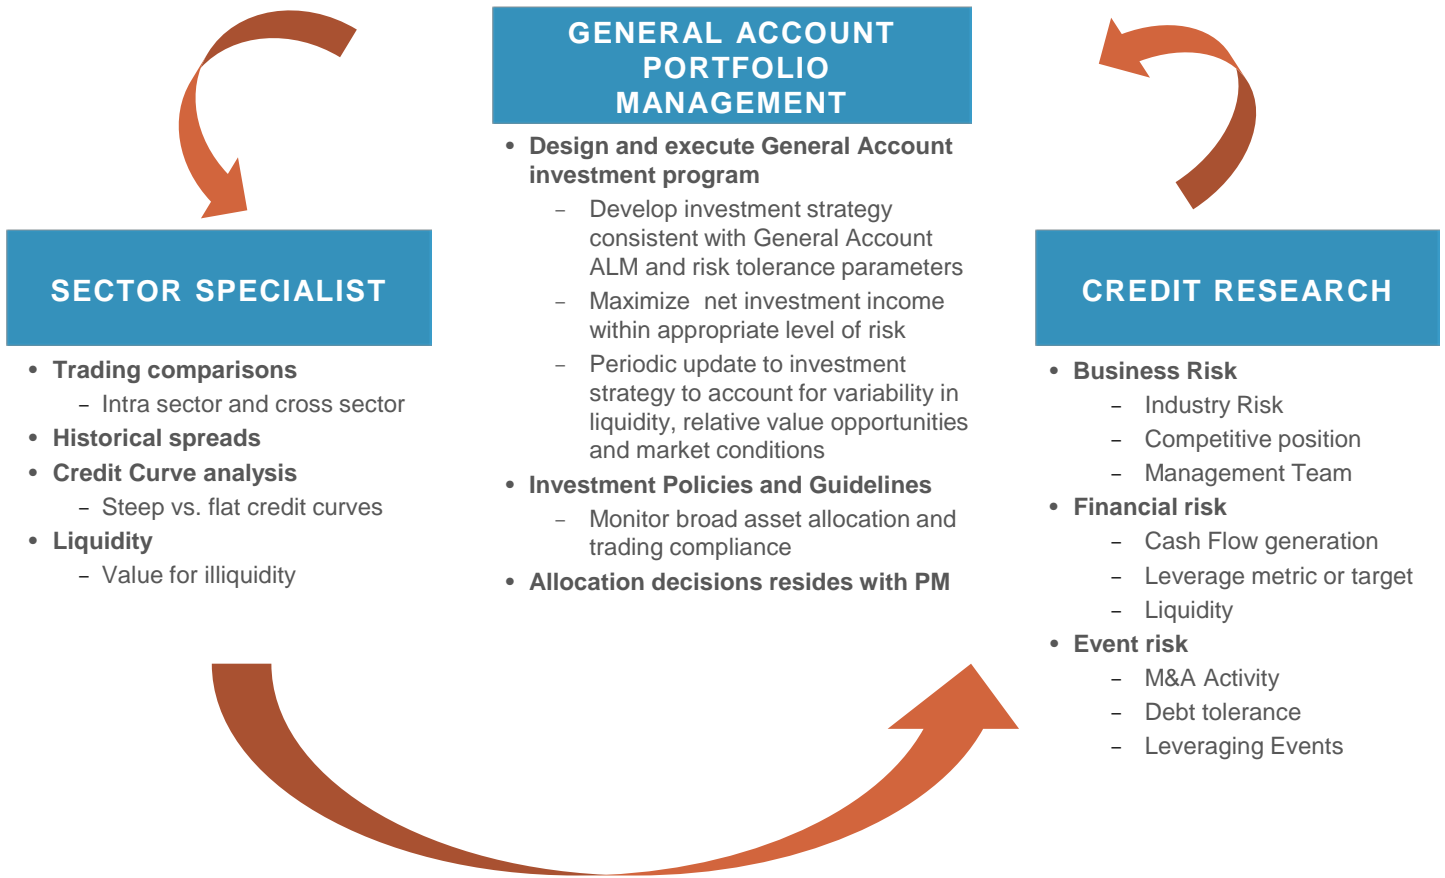 GENERAL ACCOUNT
PORTFOLIO
MANAGEMENT
• Design and execute General Account
investment program
– Develop investment strategy
consistent with General Account
ALM and risk tolerance parameters
– Maximize  net investment income
within appropriate level of risk
– Periodic update to investment
strategy to account for variability in
liquidity, relative value opportunities
and market conditions
• Investment Policies and Guidelines
– Monitor broad asset allocation and
trading compliance
• Allocation decisions resides with PM
SECTOR SPECIALIST
• Trading comparisons
– Intra sector and cross sector
• Historical spreads
• Credit Curve analysis
– Steep vs. flat credit curves
• Liquidity
– Value for illiquidity
CREDIT RESEARCH
• Business Risk
– Industry Risk
– Competitive position
– Management Team
• Financial risk
– Cash Flow generation
– Leverage metric or target
– Liquidity
• Event risk
– M&A Activity
– Debt tolerance
– Leveraging Events